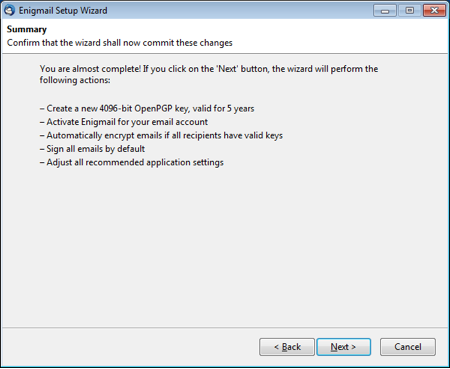 Enigmail Setup Wizard
Summary
Confirm that the wizard shall now commit these changes
You are almost complete! If you click on the 'Next' button, the wizard will perform the
following actions:
– Create a new 4096-bit OpenPGP key, valid for 5 years
– Activate Enigmail for your email account
– Automatically encrypt emails if all recipients have valid keys
– Sign all emails by default
– Adjust all recommended application settings
< Back Next > Cancel